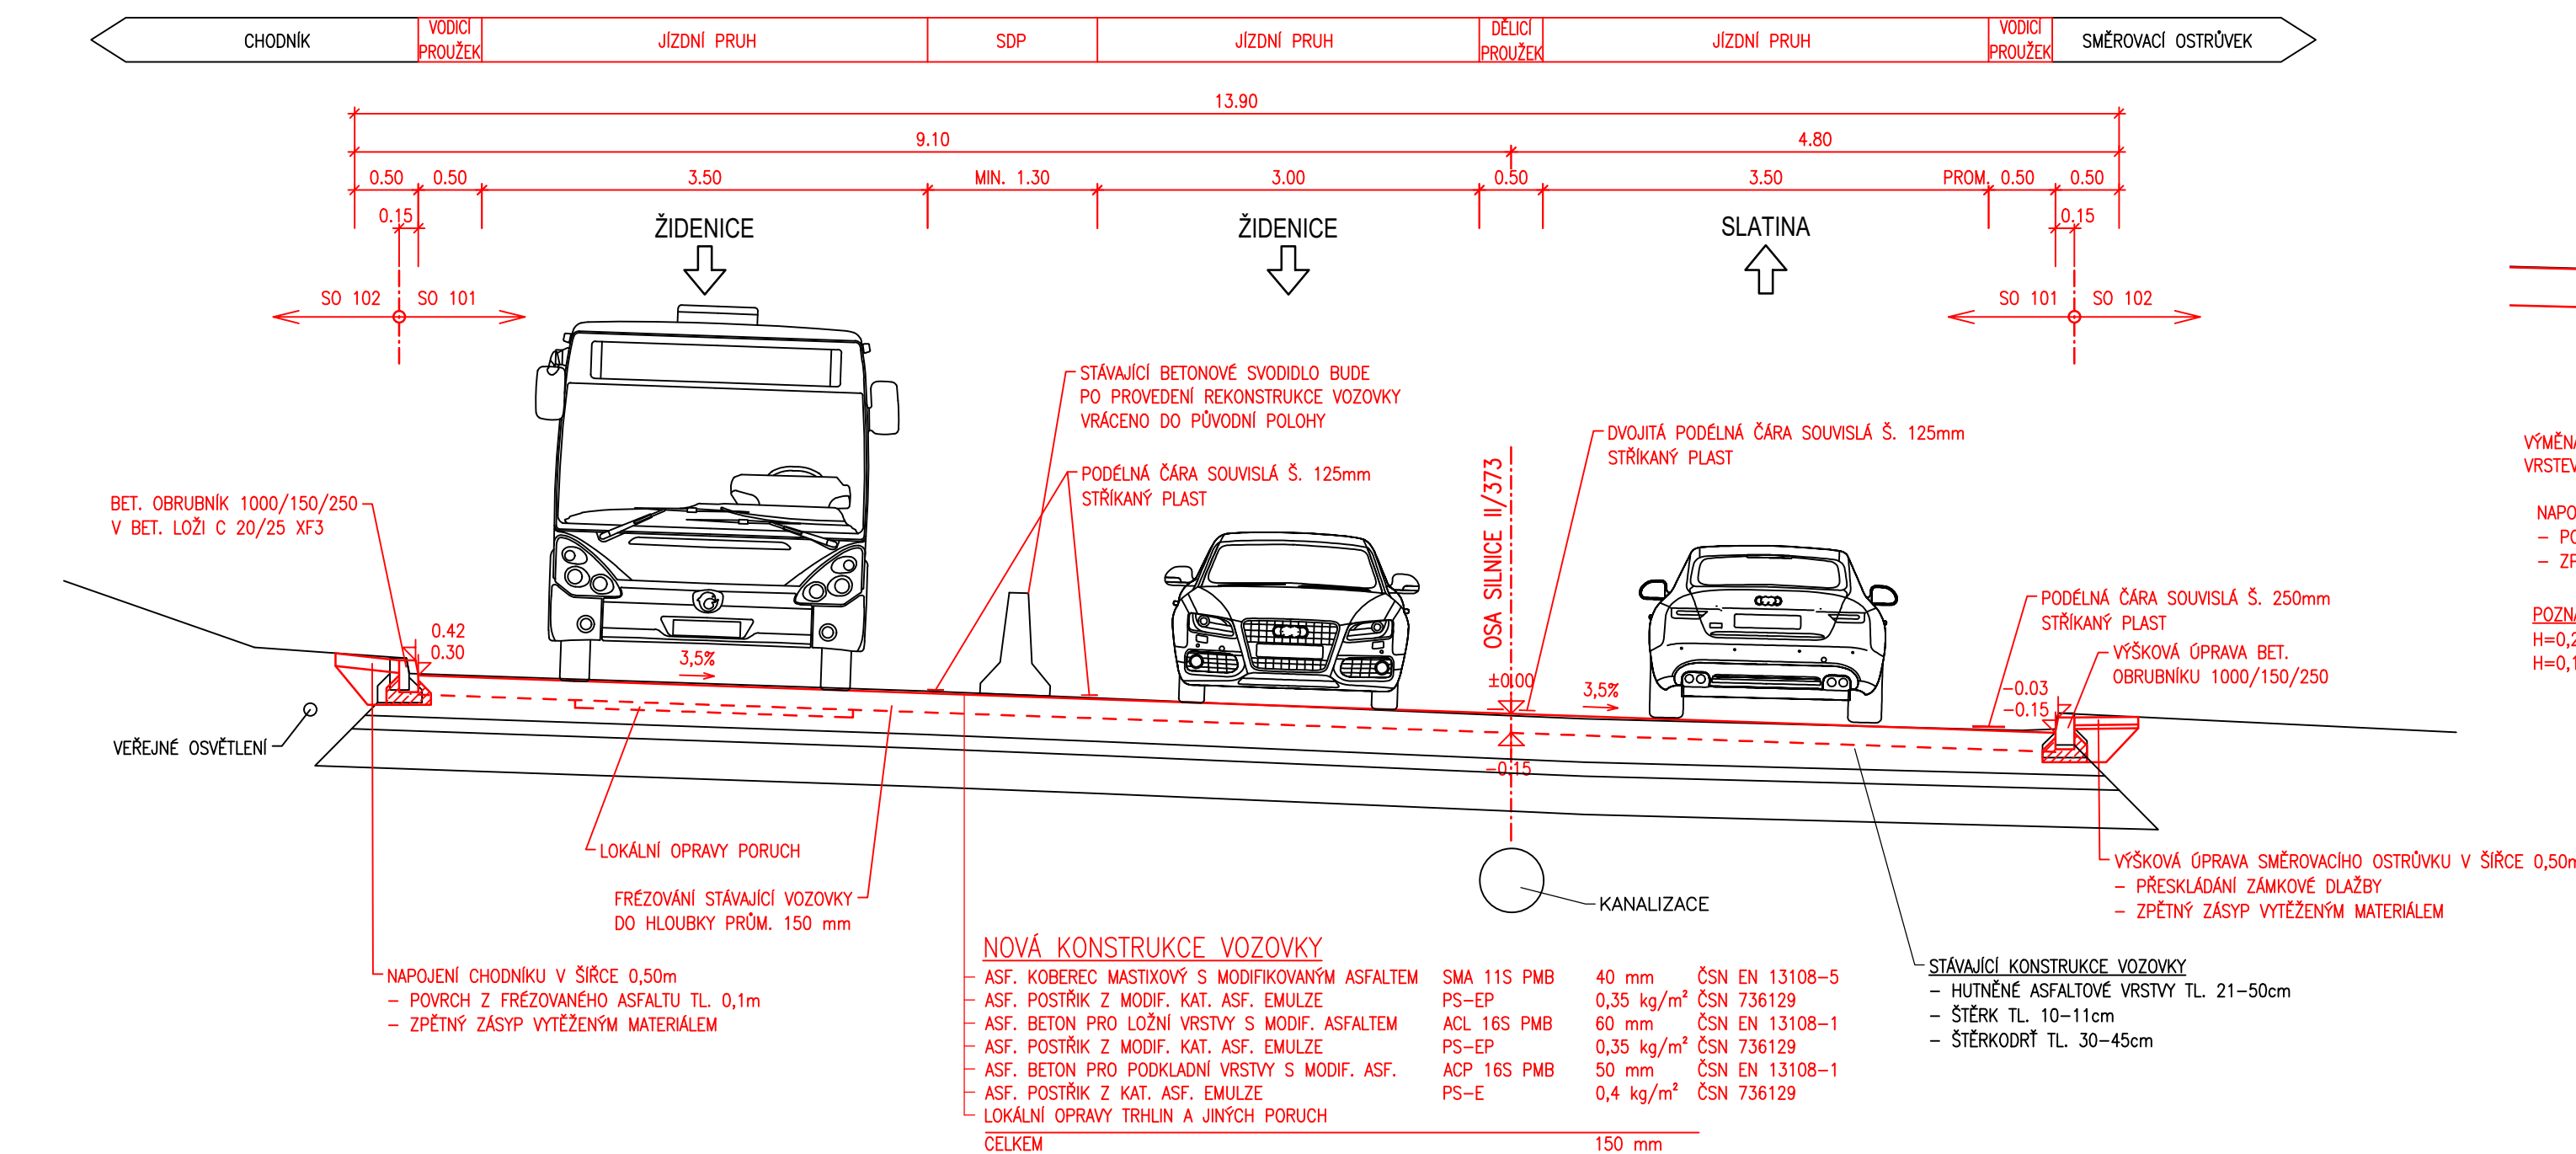 CHODNÍK
VODICÍ
PROUŽEK
JÍZDNÍ PRUH
SDP
JÍZDNÍ PRUH
DĚLICÍ
PROUŽEK
JÍZDNÍ PRUH
VODICÍ
PROUŽEK
SMĚROVACÍ OSTRŮVEK
13.90
9.10
4.80
0.50
0.50
3.50
MIN. 1.30
3.00
0.50
3.50
PROM. 0.50
0.50
0.15
0.15
ŽIDENICE
ŽIDENICE
SLATINA
SO 102
SO 101
SO 101
SO 102
STÁVAJÍCÍ BETONOVÉ SVODIDLO BUDE
PO PROVEDENÍ REKONSTRUKCE VOZOVKY
VRÁCENO DO PŮVODNÍ POLOHY
PODÉLNÁ ČÁRA SOUVISLÁ Š. 125mm
STŘÍKANÝ PLAST
DVOJITÁ PODÉLNÁ ČÁRA SOUVISLÁ Š. 125mm
STŘÍKANÝ PLAST
OSA SILNICE II/373
BET. OBRUBNÍK 1000/150/250
V BET. LOŽI C 20/25 XF3
PODÉLNÁ ČÁRA SOUVISLÁ Š. 250mm
STŘÍKANÝ PLAST
VÝŠKOVÁ ÚPRAVA BET.
OBRUBNÍKU 1000/150/250
0.42
0.30
3,5%
±0.00
-0.15
3,5%
-0.03
-0.15
VEŘEJNÉ OSVĚTLENÍ
LOKÁLNÍ OPRAVY PORUCH
FRÉZOVÁNÍ STÁVAJÍCÍ VOZOVKY
DO HLOUBKY PRŮM. 150 mm
KANALIZACE
NAPOJENÍ CHODNÍKU V ŠÍŘCE 0,50m
- POVRCH Z FRÉZOVANÉHO ASFALTU TL. 0,1m
- ZPĚTNÝ ZÁSYP VYTĚŽENÝM MATERIÁLEM
NOVÁ KONSTRUKCE VOZOVKY
ASF. KOBEREC MASTIXOVÝ S MODIFIKOVANÝM ASFALTEM SMA 11S PMB 40 mm ČSN EN 13108-5
ASF. POSTŘIK Z MODIF. KAT. ASF. EMULZE PS-EP 0,35 kg/m² ČSN 736129
ASF. BETON PRO LOŽNÍ VRSTVY S MODIF. ASFALTEM ACL 16S PMB 60 mm ČSN EN 13108-1
ASF. POSTŘIK Z MODIF. KAT. ASF. EMULZE PS-EP 0,35 kg/m² ČSN 736129
ASF. BETON PRO PODKLADNÍ VRSTVY S MODIF. ASF. ACP 16S PMB 50 mm ČSN EN 13108-1
ASF. POSTŘIK Z KAT. ASF. EMULZE PS-E 0,4 kg/m² ČSN 736129
LOKÁLNÍ OPRAVY TRHLIN A JINÝCH PORUCH
CELKEM 150 mm
VÝŠKOVÁ ÚPRAVA SMĚROVACÍHO OSTRŮVKU V ŠÍŘCE 0,50m
- PŘESKLÁDÁNÍ ZÁMKOVÉ DLAŽBY
- ZPĚTNÝ ZÁSYP VYTĚŽENÝM MATERIÁLEM
STÁVAJÍCÍ KONSTRUKCE VOZOVKY
- HUTNĚNÉ ASFALTOVÉ VRSTVY TL. 21-50cm
- ŠTĚRK TL. 10-11cm
- ŠTĚRKODRŤ TL. 30-45cm